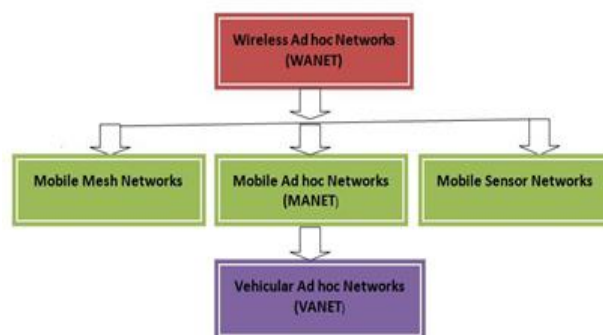 Wireless Ad hoc Networks
(WANET)
Mobile Mesh Networks
Mobile Ad hoc Networks
(MANET)
Mobile Sensor Networks
Vehicular Ad hoc Networks
(VANET)